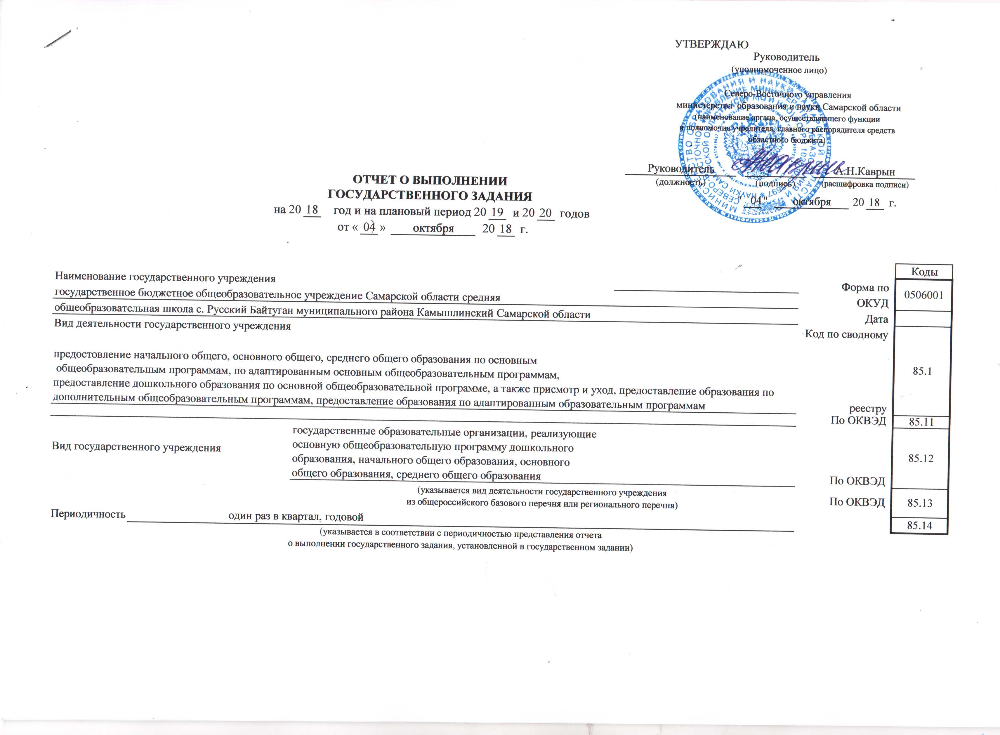 УТВЕРЖДАЮ
Руководитель
(уполномоченное лицо)
Северо-Восточного управления
министерства образования и науки Самарской области
(наименование органа, осуществляющего функции
и полномочия учредителя, главного распорядителя средств
областного бюджета)
Руководитель А.Н.Каврын
(должность) (подпись) (расшифровка подписи)
" 04 " октября 20 18 г.
ОТЧЕТ О ВЫПОЛНЕНИИ
ГОСУДАРСТВЕННОГО ЗАДАНИЯ
на 20 18 год и на плановый период 20 19 и 20 20 годов
от « 04 » октября 20 18 г.
Коды
Наименование государственного учреждения
Форма по
государственное бюджетное общеобразовательное учреждение Самарской области средняя
ОКУД 0506001
общеобразовательная школа с. Русский Байтуган муниципального района Камышлинский Самарской области
Дата
Вид деятельности государственного учреждения
Код по сводному
предостовление начального общего, основного общего, среднего общего образования по основным
общеобразовательным программам, по адаптированным основным общеобразовательным программам,
85.1
предоставление дошкольного образования по основной общеобразовательной программе, а также присмотр и уход, предоставление образования по
дополнительным общеобразовательным программам, предоставление образования по адаптированным образовательным программам
реестру
По ОКВЭД 85.11
Вид государственного учреждения
государственные образовательные организации, реализующие
основную общеобразовательную программу дошкольного
образования, начального общего образования, основного
общего образования, среднего общего образования
85.12
По ОКВЭД
(указывается вид деятельности государственного учреждения
из общероссийского базового перечня или регионального перечня)
По ОКВЭД 85.13
Периодичность один раз в квартал, годовой
85.14
(указывается в соответствии с периодичностью представления отчета
о выполнении государственного задания, установленной в государственном задании)